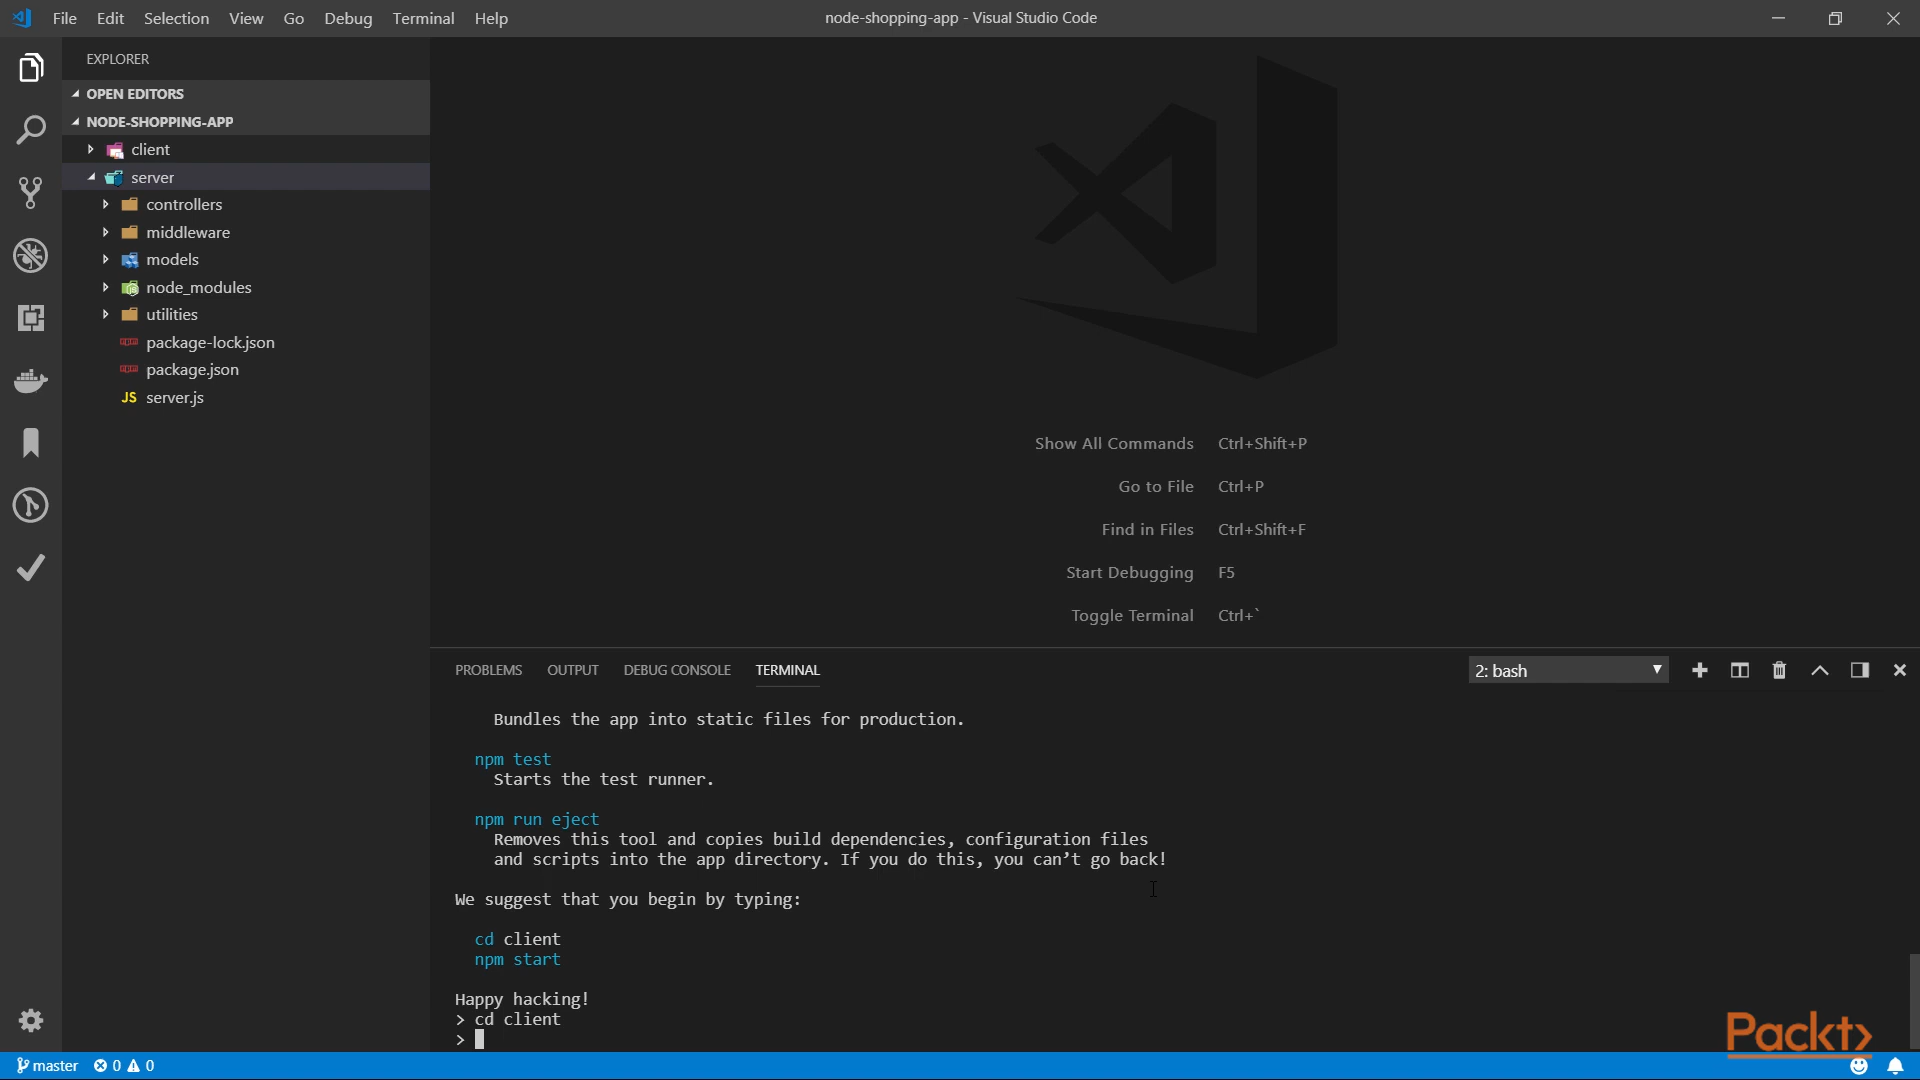 File Edit Selection View Go Debug Terminal Help
node-shopping-app - Visual Studio Code
EXPLORER
OPEN EDITORS
NODE-SHOPPING-APP
client
server
controllers
middleware
models
node_modules
utilities
package-lock.json
package.json
JS server.js
Show All Commands Ctrl+Shift+P
Go to File Ctrl+P
Find in Files Ctrl+Shift+F
Start Debugging F5
Toggle Terminal Ctrl+`
PROBLEMS OUTPUT DEBUG CONSOLE TERMINAL
2: bash
Bundles the app into static files for production.
npm test
Starts the test runner.
npm run eject
Removes this tool and copies build dependencies, configuration files
and scripts into the app directory. If you do this, you can’t go back!
We suggest that you begin by typing:
cd client
npm start
Happy hacking!
> cd client
>
Packt>
master 0 0